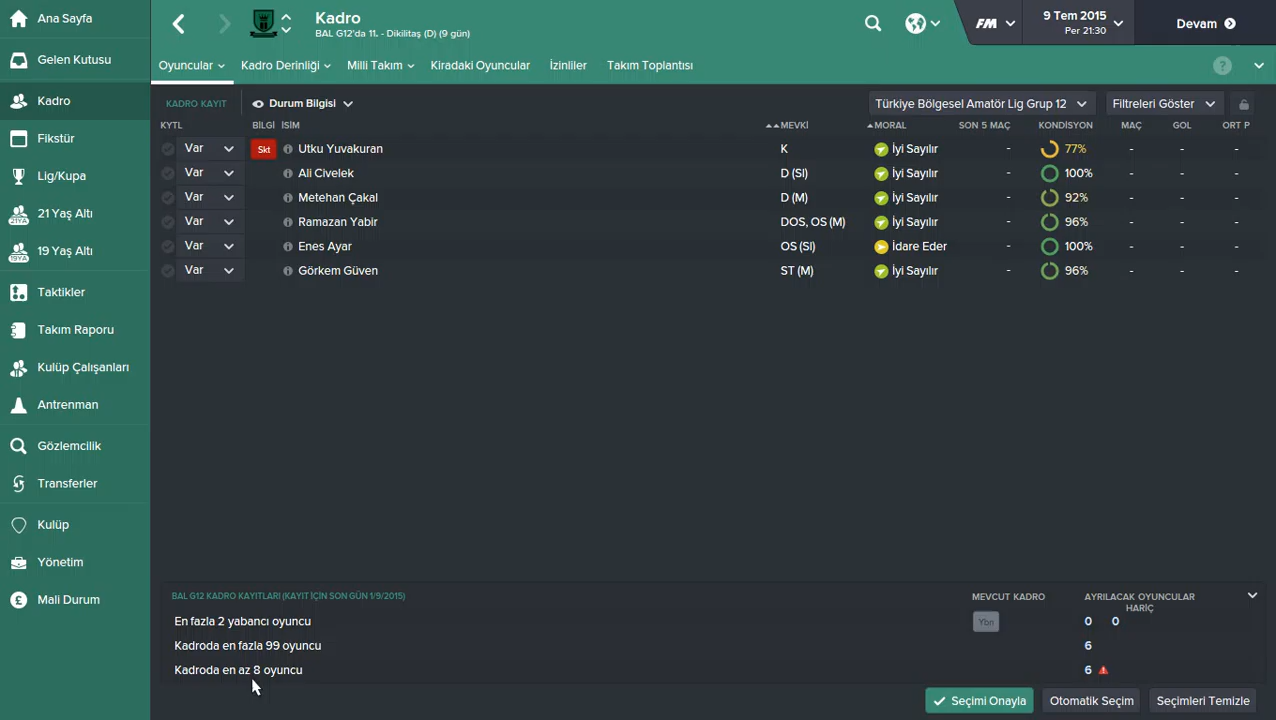 Ana Sayfa
Gelen Kutusu
Kadro
Fikstür
Lig/Kupa
21YA
21 Yaş Altı
19YA
19 Yaş Altı
Taktikler
Takım Raporu
Kulüp Çalışanları
Antrenman
Gözlemcilik
Transferler
Kulüp
Yönetim
Mali Durum
Kadro
BAL G12'da 11. - Dikilitaş (D) (9 gün)
FM
9 Tem 2015
Per 21:30
Devam
Oyuncular Kadro Derinliği Milli Takım Kiradaki Oyuncular İzinliler Takım Toplantısı
?
KADRO KAYIT Durum Bilgisi Türkiye Bölgesel Amatör Lig Grup 12 Filtreleri Göster
KYTL BİLGİ İSİM MEVKİ MORAL SON 5 MAÇ KONDİSYON MAÇ GOL ORT P
Var Skt Utku Yuvakuran K İyi Sayılır - 77% - - -
Var Ali Civelek D (Sl) İyi Sayılır - 100% - - -
Var Metehan Çakal D (M) İyi Sayılır - 92% - - -
Var Ramazan Yabir DOS, OS (M) İyi Sayılır - 96% - - -
Var Enes Ayar OS (Sl) İdare Eder - 100% - - -
Var Görkem Güven ST (M) İyi Sayılır - 96% - - -
BAL G12 KADRO KAYITLARI (KAYIT İÇİN SON GÜN 1/9/2015) MEVCUT KADRO AYRILACAK OYUNCULAR
HARİÇ
En fazla 2 yabancı oyuncu Ybn 0 0
Kadroda en fazla 99 oyuncu 6
Kadroda en az 8 oyuncu 6
Seçimi Onayla Otomatik Seçim Seçimleri Temizle